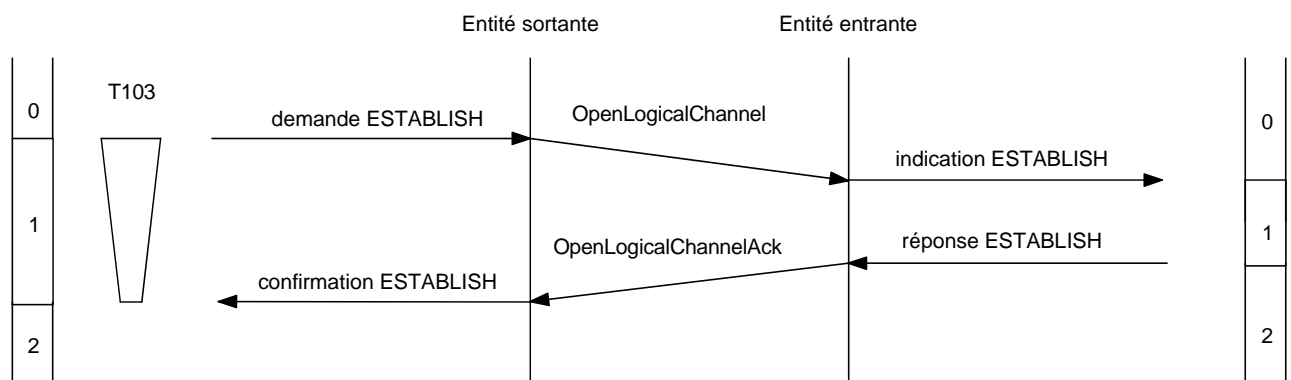 Entité sortante
Entité entrante
T103
0
demande ESTABLISH
OpenLogicalChannel
0
indication ESTABLISH
1
OpenLogicalChannelAck
réponse ESTABLISH
1
confirmation ESTABLISH
2
2